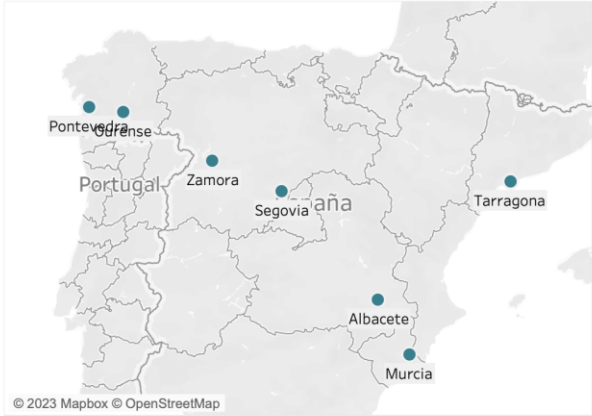 Pontevedra
Ourense
Zamora
Portugal
Segovia
España
Tarragona
Albacete
Murcia
© 2023 Mapbox © OpenStreetMap